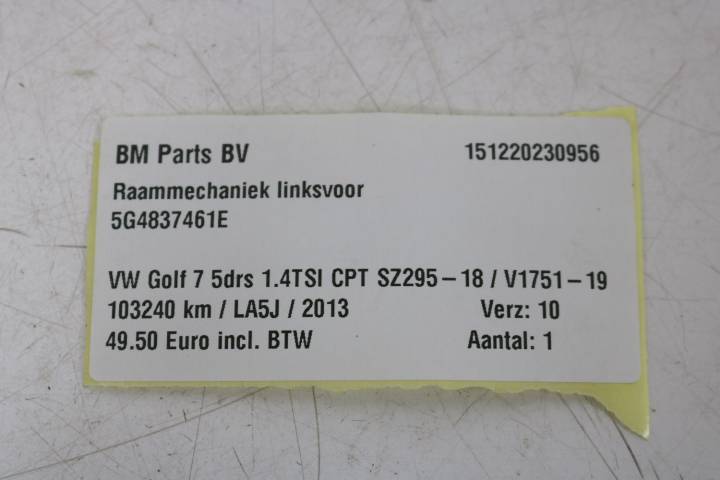 BM Parts BV 151220230956
Raammechaniek linksvoor
5G4837461E
VW Golf 7 5drs 1.4TSI CPT SZ295-18 / V1751-19
103240 km / LA5J / 2013 Verz: 10
49.50 Euro incl. BTW Aantal: 1